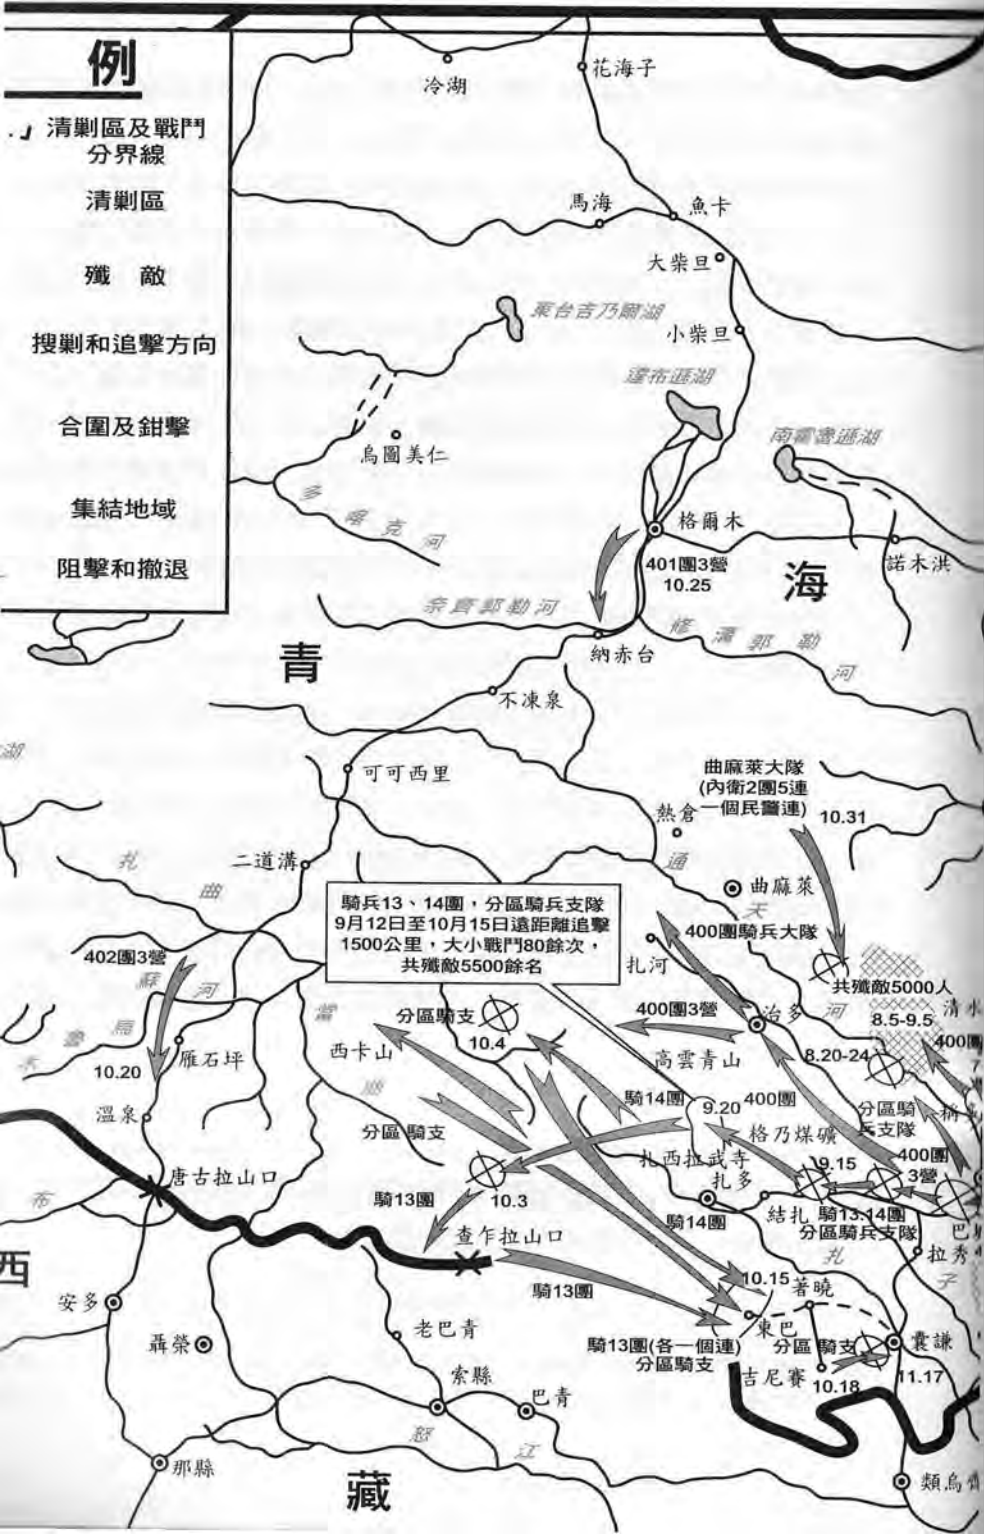 例
清剿區及戰鬥
分界線
清剿區
殲 敵
搜剿和追擊方向
合圍及鉗擊
集結地域
阻擊和撤退
冷湖
花海子
馬海
魚卡
大柴旦
小柴旦
東台吉乃爾湖
達布遜湖
南霍魯遜湖
烏圖美仁
格爾木
諾木洪
401團3營
10.25
海
奈賣郭勒河
納赤台
郭勒
河
青
不凍泉
湖
可可西里
曲麻萊大隊
(內衛2團5連
一個民警連)
10.31
熱倉
二道溝
扎
曲
通
天
河
曲麻萊
騎兵13、14團，分區騎兵支隊
9月12日至10月15日遠距離追擊
1500公里，大小戰鬥80餘次，
共殲敵5500餘名
400團騎兵大隊
扎河
402團3營
河
共殲敵5000人
8.5-9.5
清水
400團
分區騎支
10.4
西卡山
400團3營
治多
高雲青山
8.20-24
雁石坪
10.20
當
溫泉
騎14團
9.20
400團
格乃煤礦
分區騎
兵支隊
稱
分區 騎支
扎西拉武寺
扎多
9.15
400團
3營
唐古拉山口
布
騎13團
10.3
騎14團
結扎
騎13.14團
分區騎兵支隊
巴
查乍拉山口
扎
拉秀
子
西
騎13團
10.15
著曉
安多
老巴青
東巴
聶榮
騎13團(各一個連)
分區騎支
分區 騎支
囊謙
索縣
巴青
吉尼賽
10.18
11.17
怒
江
那縣
藏
類烏